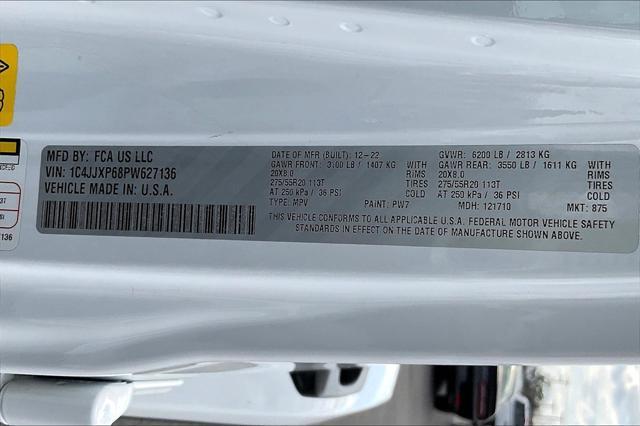 MFD BY: FCA US LLC
VIN: 1C4JJXP68PW627136
VEHICLE MADE IN U.S.A.
DATE OF MFR (BUILT): 12-22 GVWR: 6200 LB / 2813 KG
GAWR FRONT: 3100 LB / 1407 KG WITH GAWR REAR: 3550 LB / 1611 KG WITH
20X8.0 RIMS 20X8.0 RIMS
275/55R20 113T TIRES 275/55R20 113T TIRES
AT 250 kPa / 36 PSI COLD AT 250 kPa / 36 PSI COLD
TYPE: MPV PAINT: PW7 MDH: 121710 MKT: 875
THIS VEHICLE CONFORMS TO ALL APPLICABLE U.S.A. FEDERAL MOTOR VEHICLE SAFETY
STANDARDS IN EFFECT ON THE DATE OF MANUFACTURE SHOWN ABOVE.